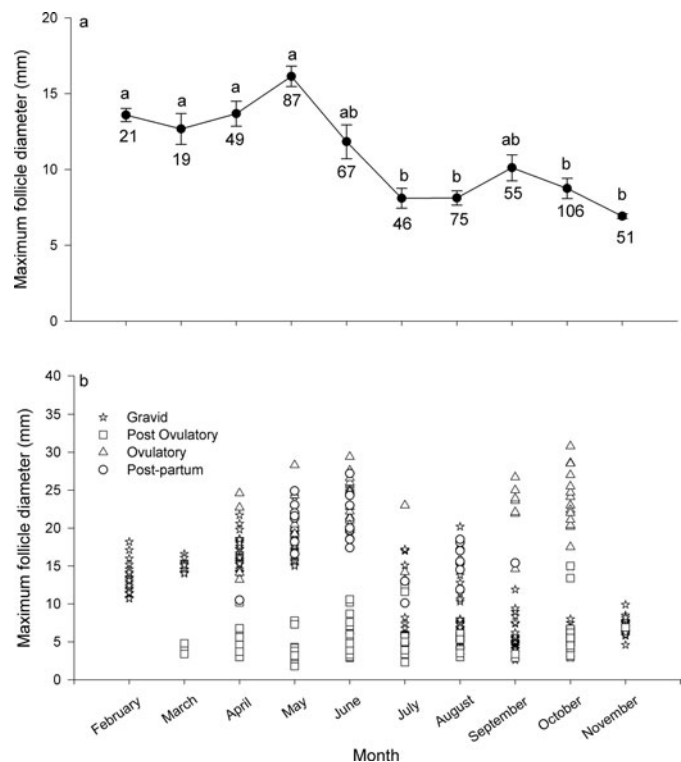 20
a
a
a
a
a
ab
b
b
ab
b
b
15
10
5
0
21
19
49
87
67
46
75
55
106
51
Maximum follicle diameter (mm)
40
b
35
30
25
20
15
10
5
0
Gravid
Post Ovulatory
Ovulatory
Post-partum
Maximum follicle diameter (mm)
February
March
April
May
June
July
August
September
October
November
Month